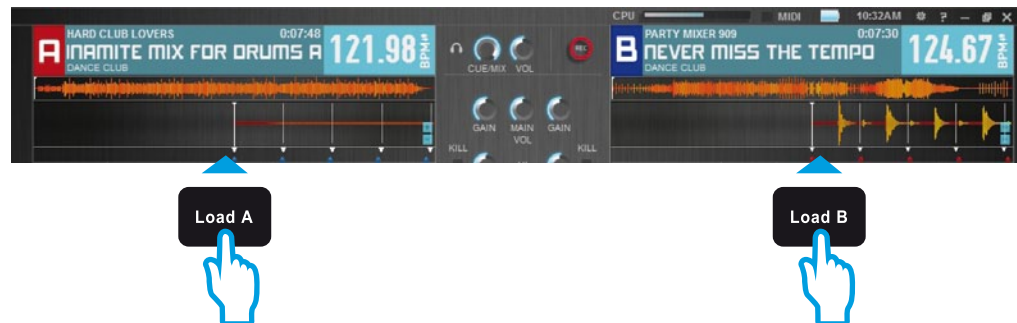 CPU MIDI 10:32AM ? 
A HARD CLUB LOVERS 0:07:48
INAMITE MIX FOR DRUMS A 121.98 BPM
DANCE CLUB
CUE/MIX VOL
REC
B PARTY MIXER 909 0:07:30
NEVER MISS THE TEMPO 124.67 BPM
DANCE CLUB
GAIN MAIN VOL GAIN
KILL KILL
Load A Load B